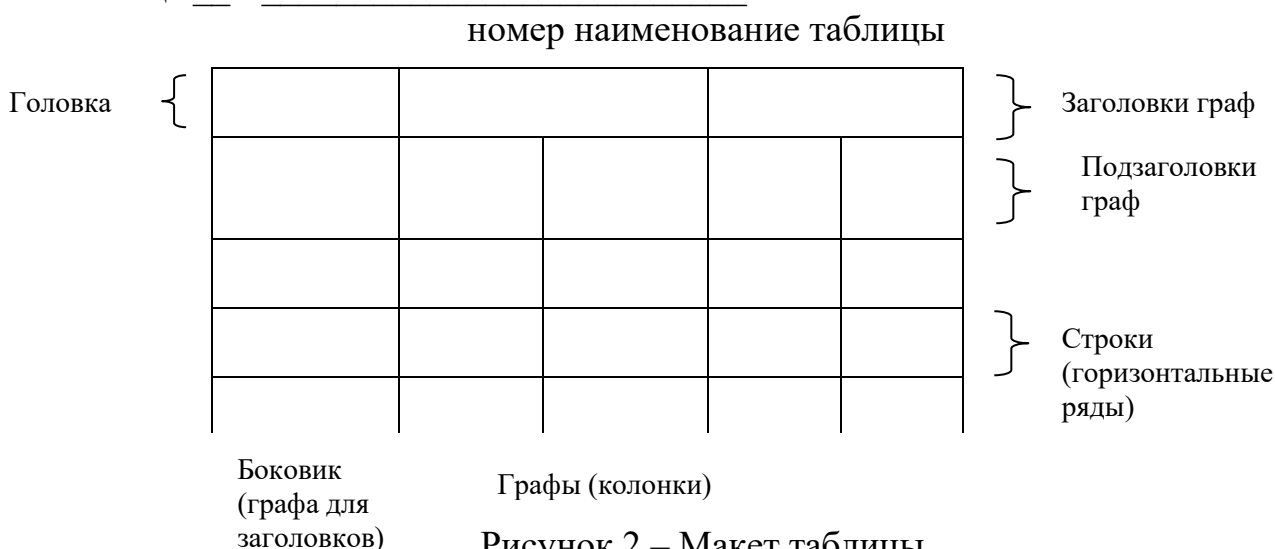 номер наименование таблицы
Головка
Заголовки граф
Подзаголовки
граф
Строки
(горизонтальные
ряды)
Боковик
(графа для
заголовков)
Графы (колонки)
Рисунок 2 – Макет таблицы